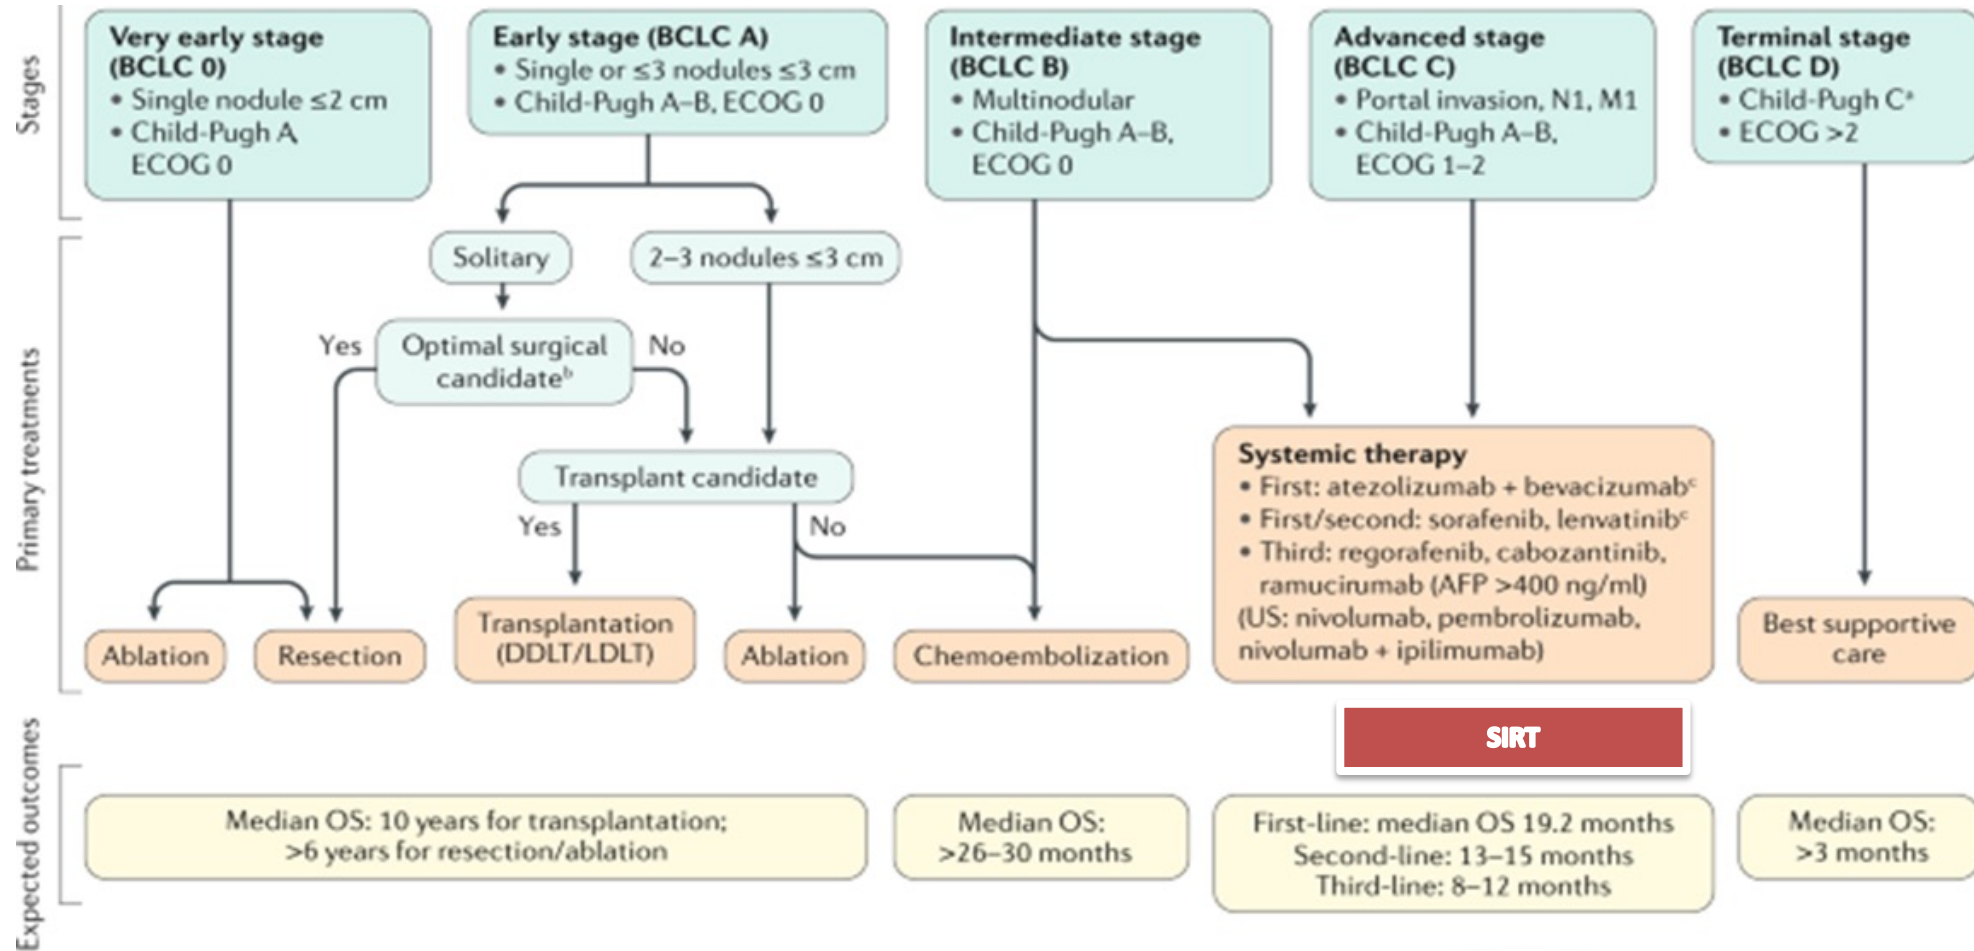 Stages
Very early stage
(BCLC 0)
• Single nodule ≤2 cm
• Child-Pugh A,
ECOG 0
Early stage (BCLC A)
• Single or ≤3 nodules ≤3 cm
• Child-Pugh A–B, ECOG 0
Intermediate stage
(BCLC B)
• Multinodular
• Child-Pugh A–B,
ECOG 0
Advanced stage
(BCLC C)
• Portal invasion, N1, M1
• Child-Pugh A–B,
ECOG 1–2
Terminal stage
(BCLC D)
• Child-Pugh Cᵃ
• ECOG >2
Primary treatments
Solitary
2–3 nodules ≤3 cm
Yes
Optimal surgical
candidateᵇ
No
Transplant candidate
Yes
No
Ablation
Resection
Transplantation
(DDLT/LDLT)
Ablation
Chemoembolization
Systemic therapy
• First: atezolizumab + bevacizumabᶜ
• First/second: sorafenib, lenvatinibᶜ
• Third: regorafenib, cabozantinib,
ramucirumab (AFP >400 ng/ml)
(US: nivolumab, pembrolizumab,
nivolumab + ipilimumab)
Best supportive
care
SIRT
Expected outcomes
Median OS: 10 years for transplantation;
>6 years for resection/ablation
Median OS:
>26–30 months
First-line: median OS 19.2 months
Second-line: 13–15 months
Third-line: 8–12 months
Median OS:
>3 months